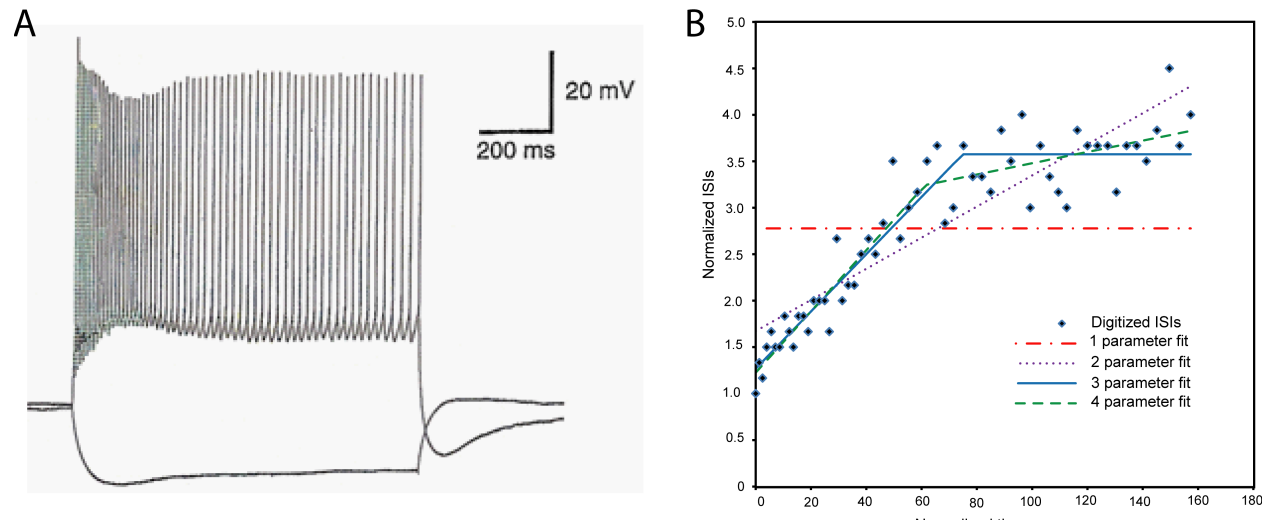 A
20 mV
200 ms
B
5.0
4.5
4.0
3.5
3.0
2.5
2.0
1.5
1.0
0.5
0
Normalized ISIs
Digitized ISIs
1 parameter fit
2 parameter fit
3 parameter fit
4 parameter fit
0 20 40 60 80 100 120 140 160 180